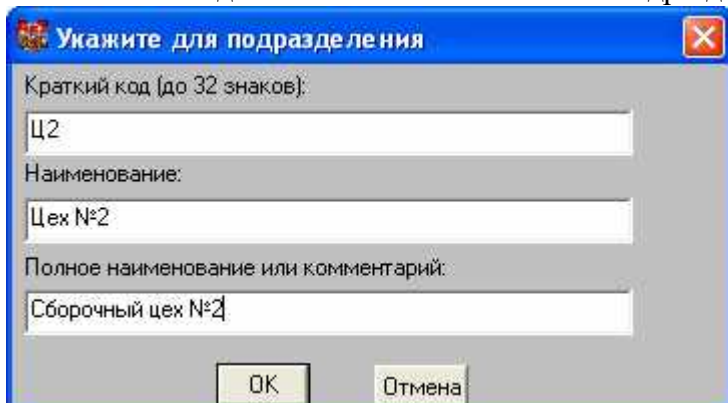 Укажите для подразделения
Краткий код (до 32 знаков):
Ц2
Наименование:
Цех №2
Полное наименование или комментарий:
Сборочный цех №2
OK
Отмена